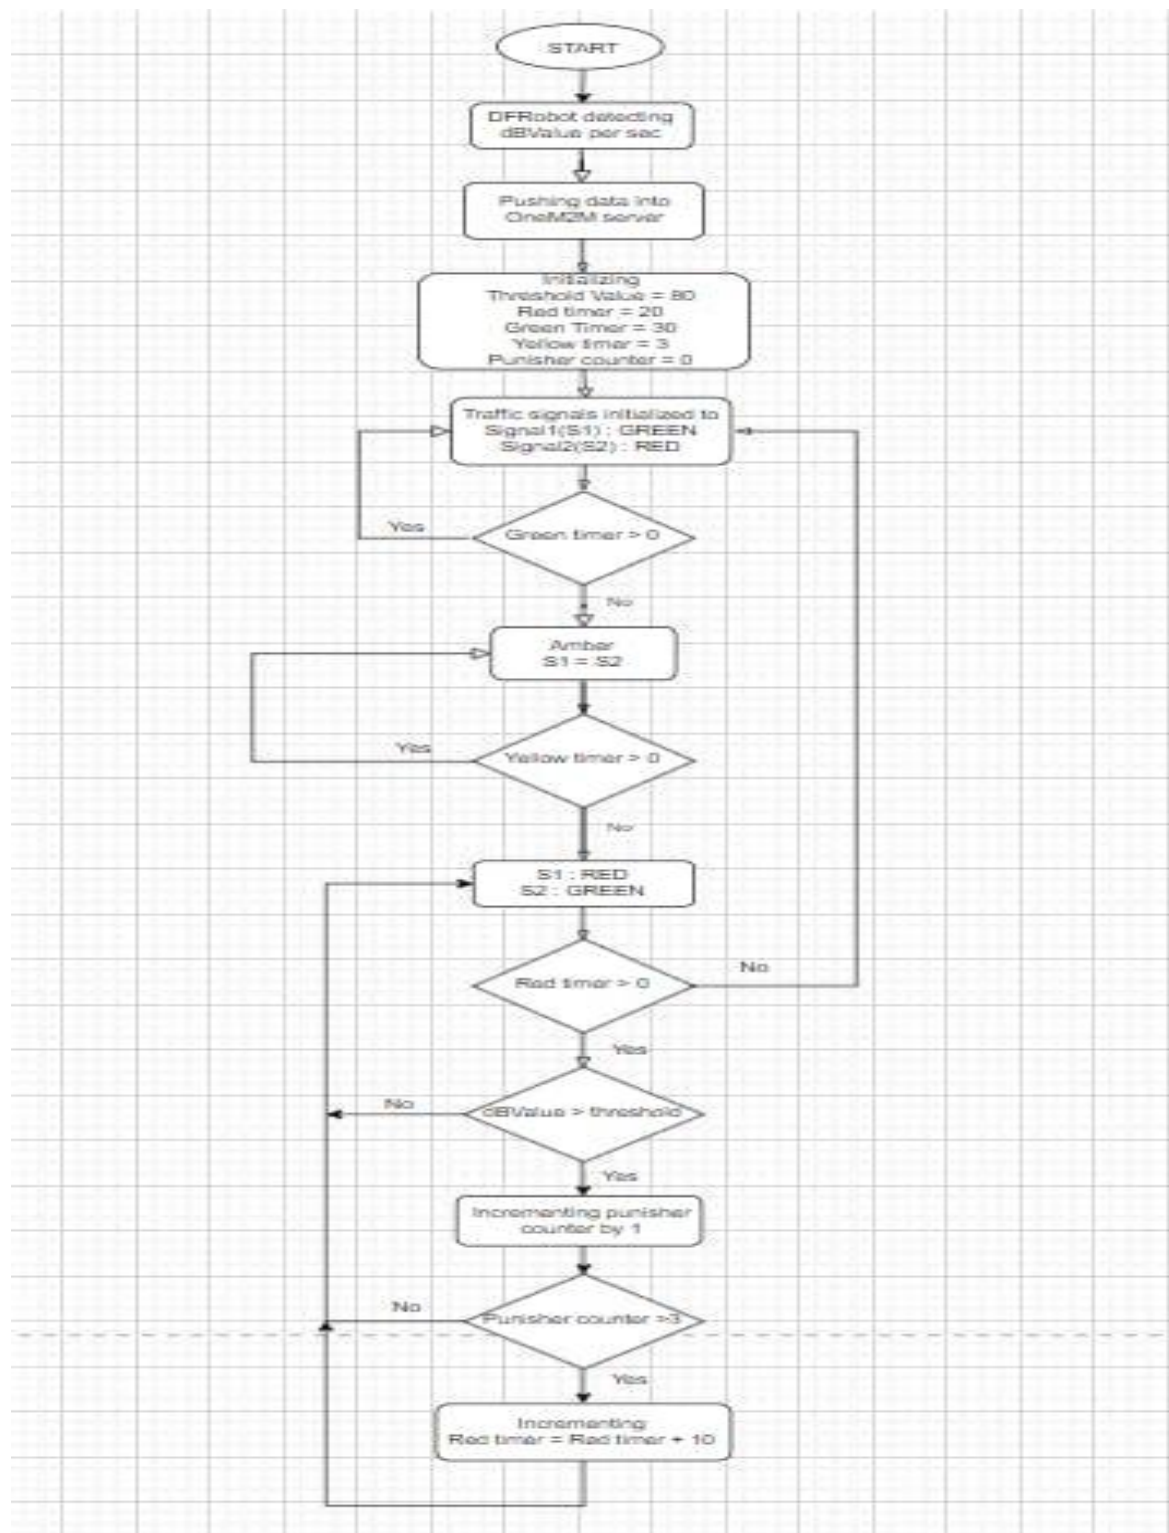 START
DFRobot detecting
dBValue per sec
Pushing data into
OneM2M server
Initializing
Threshold Value = 80
Red timer = 20
Green Timer = 30
Yellow timer = 3
Punisher counter = 0
Traffic signals initialized to
Signal1(S1) : GREEN
Signal2(S2) : RED
Yes
Green timer > 0
No
Amber
S1 = S2
Yes
Yellow timer > 0
No
S1 : RED
S2 : GREEN
Red timer > 0
No
Yes
No
dBValue > threshold
Yes
Incrementing punisher
counter by 1
No
Punisher counter >3
Yes
Incrementing
Red timer = Red timer + 10